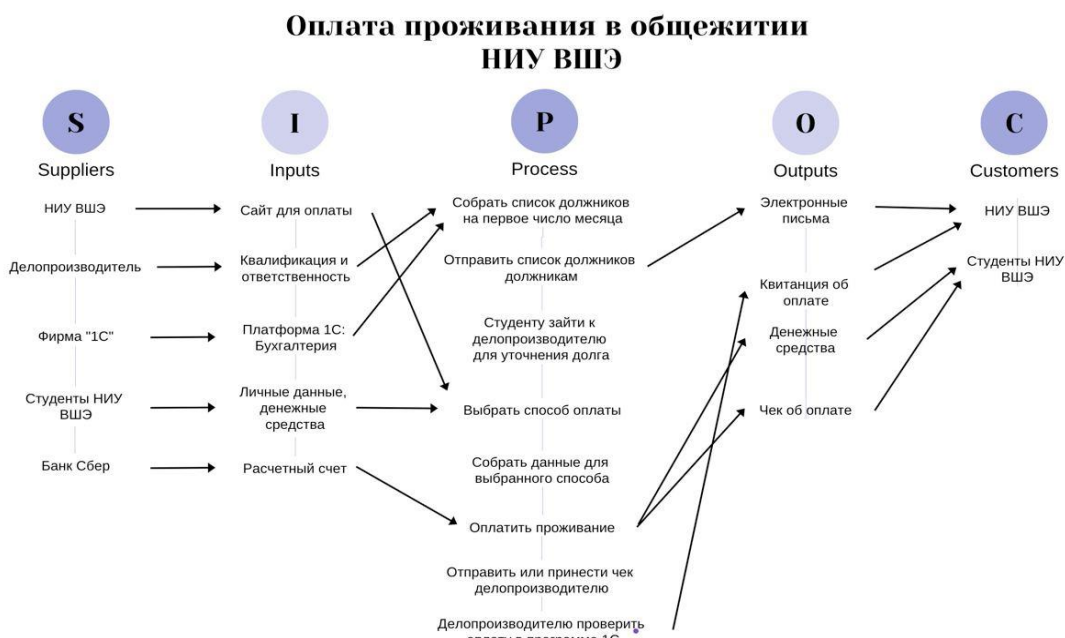 Оплата проживания в общежитии
НИУ ВШЭ
S
Suppliers
НИУ ВШЭ
Делопроизводитель
Фирма "1С"
Студенты НИУ
ВШЭ
Банк Сбер
I
Inputs
Сайт для оплаты
Квалификация и
ответственность
Платформа 1С:
Бухгалтерия
Личные данные,
денежные
средства
Расчетный счет
P
Process
Собрать список должников
на первое число месяца
Отправить список должников
должникам
Студенту зайти к
делопроизводителю
для уточнения долга
Выбрать способ оплаты
Собрать данные для
выбранного способа
Оплатить проживание
Отправить или принести чек
делопроизводителю
Делопроизводителю проверить
оплату в программе 1С
O
Outputs
Электронные
письма
Квитанция об
оплате
Денежные
средства
Чек об оплате
C
Customers
НИУ ВШЭ
Студенты НИУ
ВШЭ